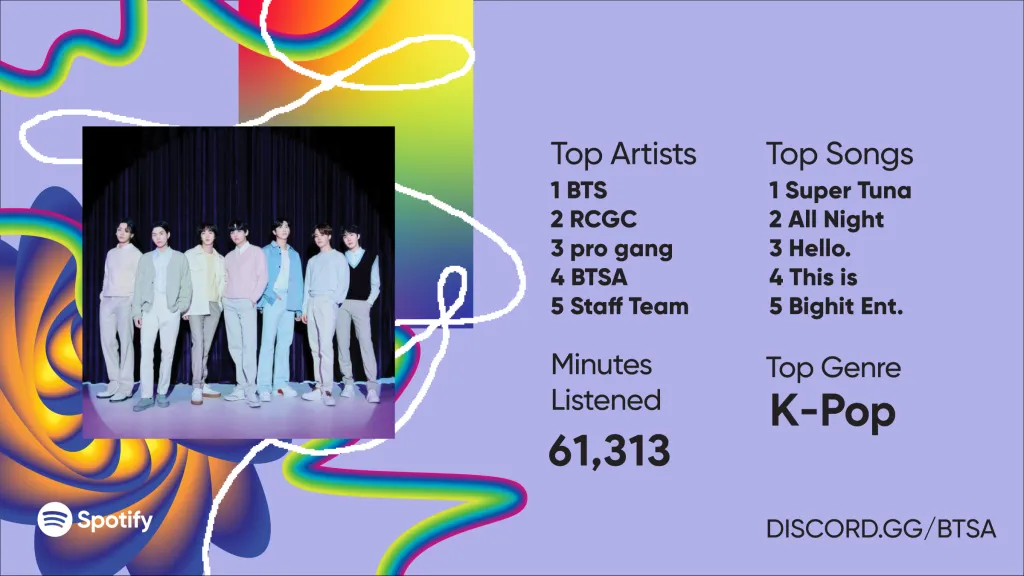 Top Artists
1 BTS
2 RCGC
3 pro gang
4 BTSA
5 Staff Team
Top Songs
1 Super Tuna
2 All Night
3 Hello.
4 This is
5 Bighit Ent.
Minutes
Listened
61,313
Top Genre
K-Pop
Spotify
DISCORD.GG/BTSA